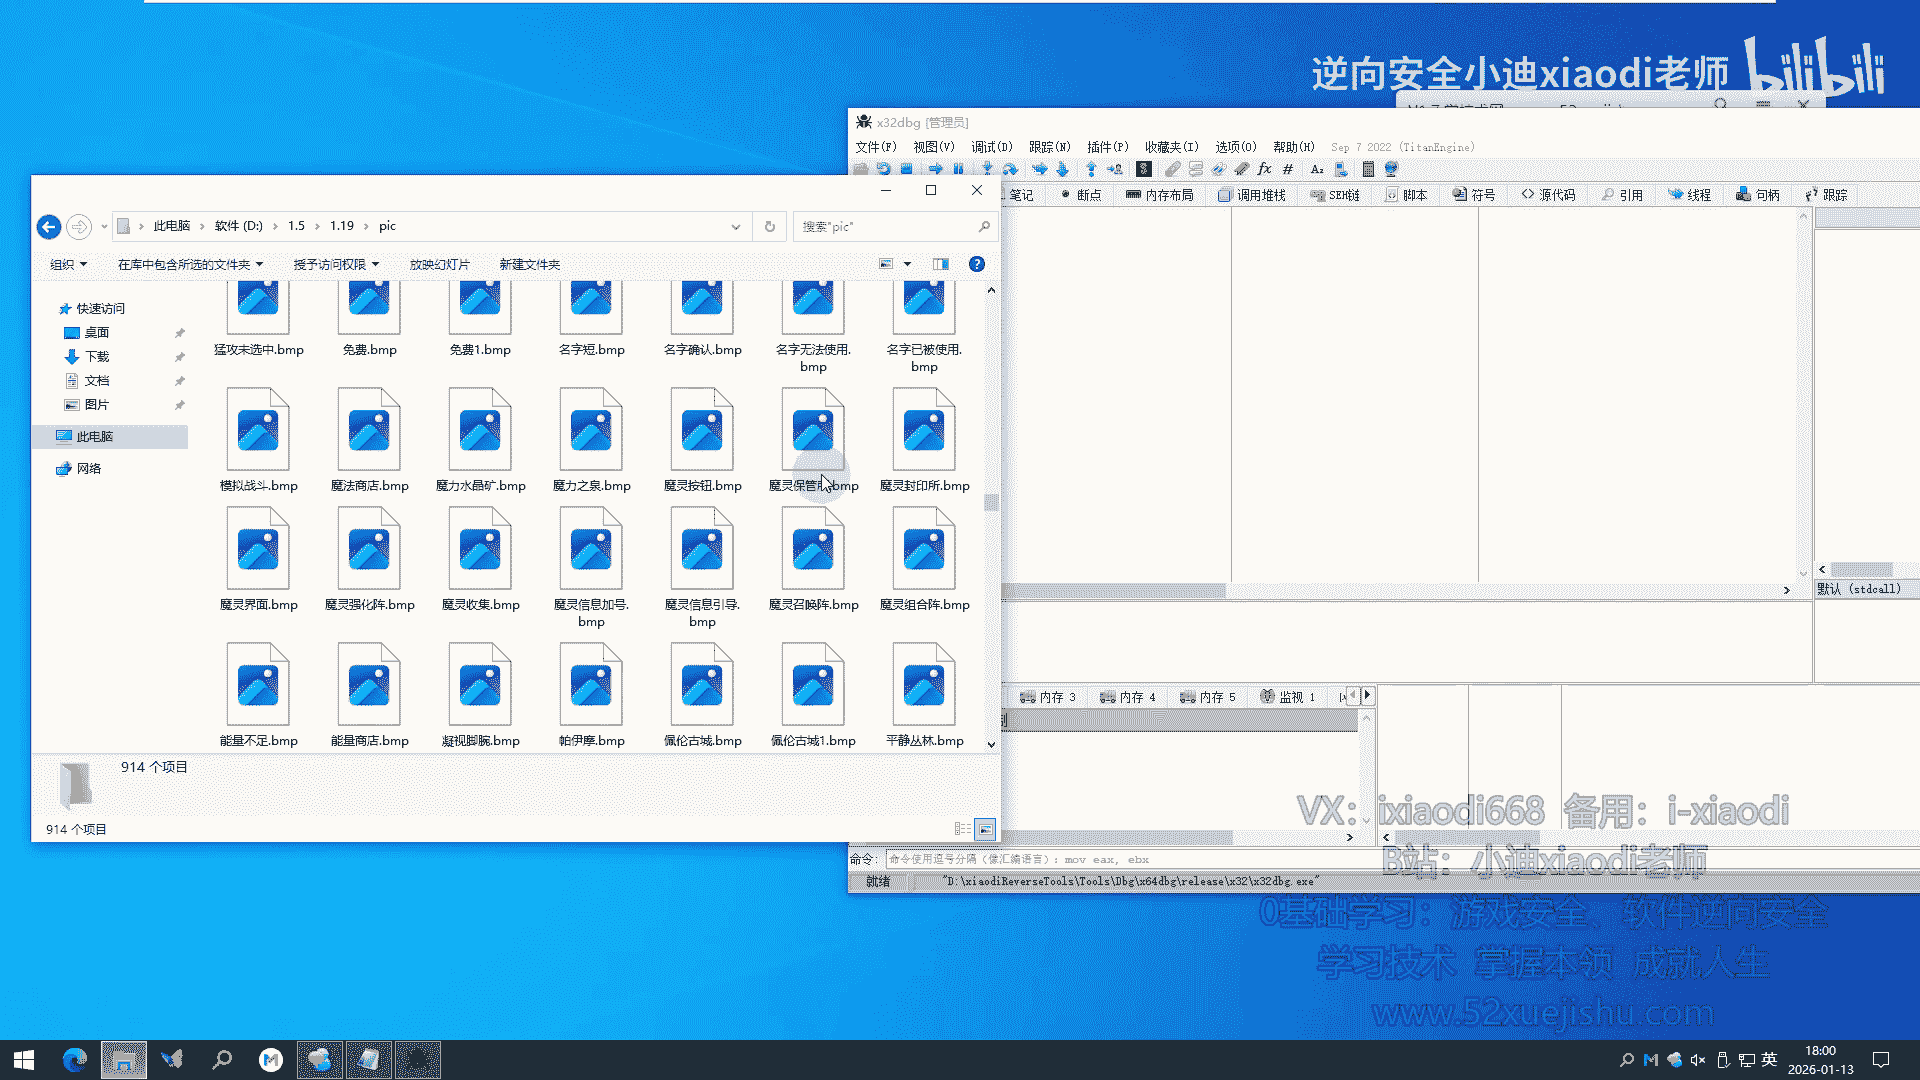 逆向安全小迪xiaodi老师 bilibili
x32dbg [管理员]
文件(F) 视图(V) 调试(D) 跟踪(N) 插件(P) 收藏夹(I) 选项(O) 帮助(H) Sep 7 2022 (TitanEngine)
笔记 断点 内存布局 调用堆栈 SEH链 脚本 符号 源代码 引用 线程 句柄 跟踪
此电脑 软件 (D:) 1.5 1.19 pic
搜索"pic"
组织 在库中包含所选的文件夹 授予访问权限 放映幻灯片 新建文件夹
快速访问
桌面
下载
文档
图片
此电脑
网络
猛攻未选中.bmp 免费.bmp 免费1.bmp 名字短.bmp 名字确认.bmp 名字无法使用.bmp 名字已被使用.bmp
模拟战斗.bmp 魔法商店.bmp 魔力水晶矿.bmp 魔力之泉.bmp 魔灵按钮.bmp 魔灵保管所.bmp 魔灵封印所.bmp
魔灵界面.bmp 魔灵强化阵.bmp 魔灵收集.bmp 魔灵信息加号.bmp 魔灵信息引导.bmp 魔灵召唤阵.bmp 魔灵组合阵.bmp
能量不足.bmp 能量商店.bmp 凝视脚腕.bmp 帕伊摩.bmp 佩伦古城.bmp 佩伦古城1.bmp 平静丛林.bmp
914 个项目
914 个项目
默认 (stdcall)
内存 3 内存 4 内存 5 监视 1
命令: 命令使用逗号分隔(像汇编语言): mov eax, ebx
就绪 "D:\xiaodiReverseTools\Tools\Dbg\x64dbg\release\x32\x32dbg.exe"
VX: ixiaodi668 备用: i-xiaodi
B站: 小迪xiaodi老师
0基础学习: 游戏安全、软件逆向安全
学习技术 掌握本领 成就人生
www.52xuejishu.com
英
18:00
2026-01-13